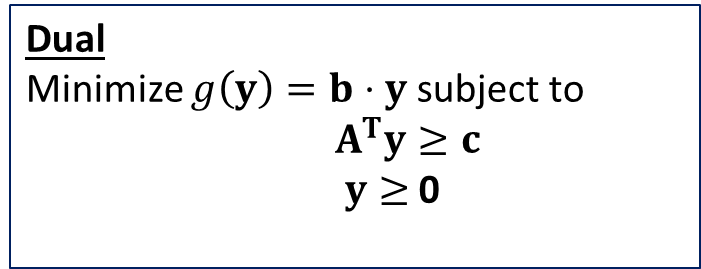 Dual
Minimize g(y) = b · y subject to
Aᵀy ≥ c
y ≥ 0